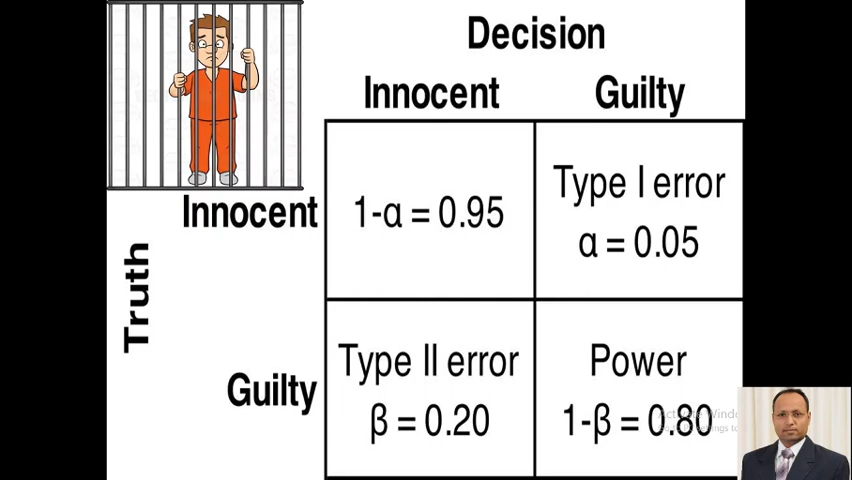 Decision
Innocent Guilty
Innocent 1-α = 0.95
Type I error
α = 0.05
Truth
Guilty
Type II error
β = 0.20
Power
1-β = 0.80